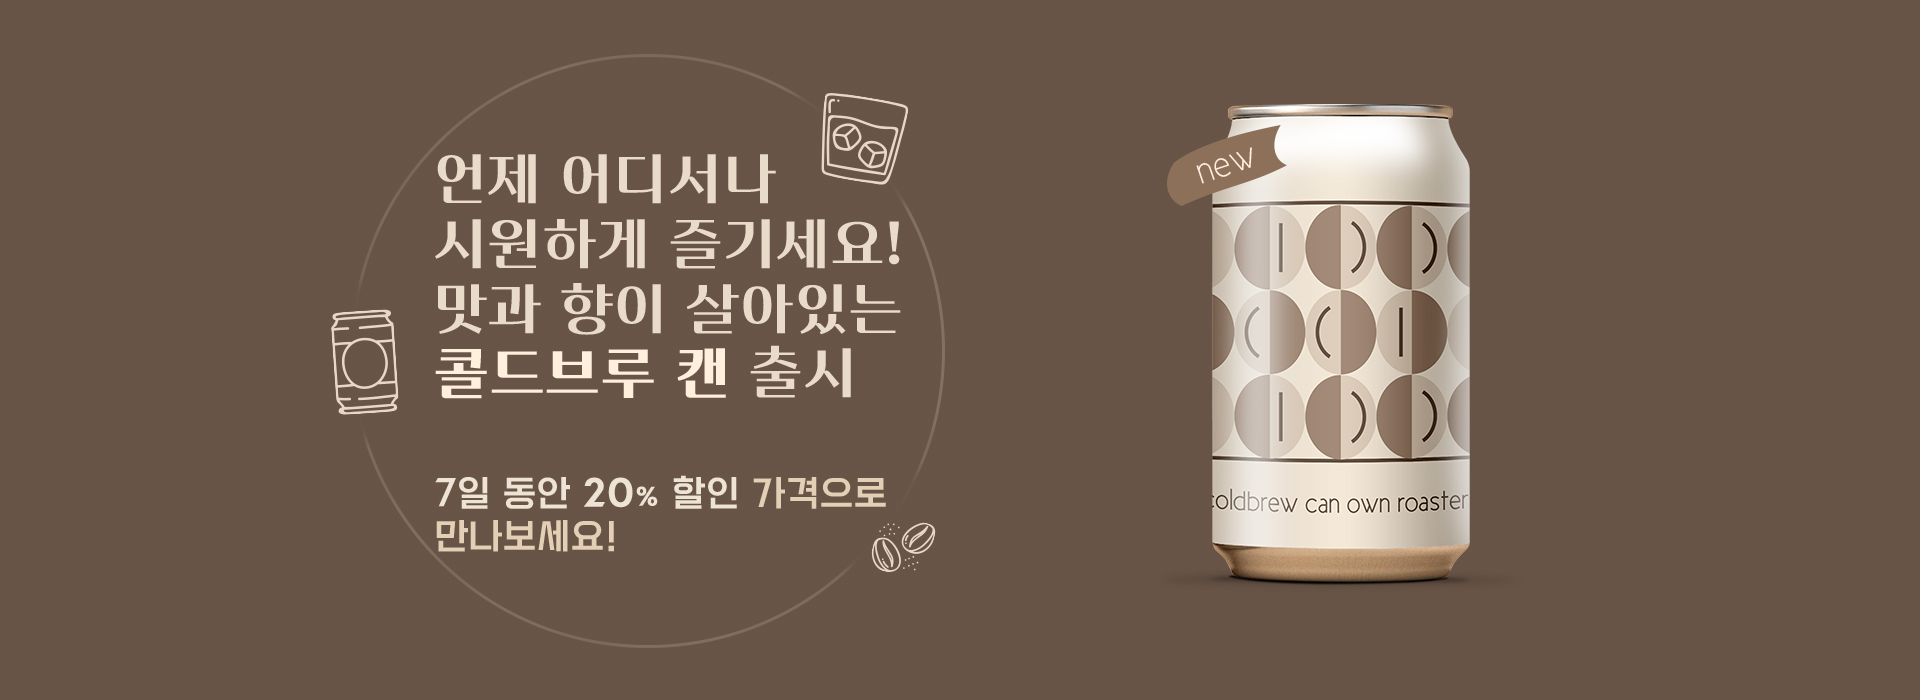 언제 어디서나
시원하게 즐기세요!
맛과 향이 살아있는
콜드브루 캔 출시
7일 동안 20% 할인 가격으로
만나보세요!
new
coldbrew can own roaster